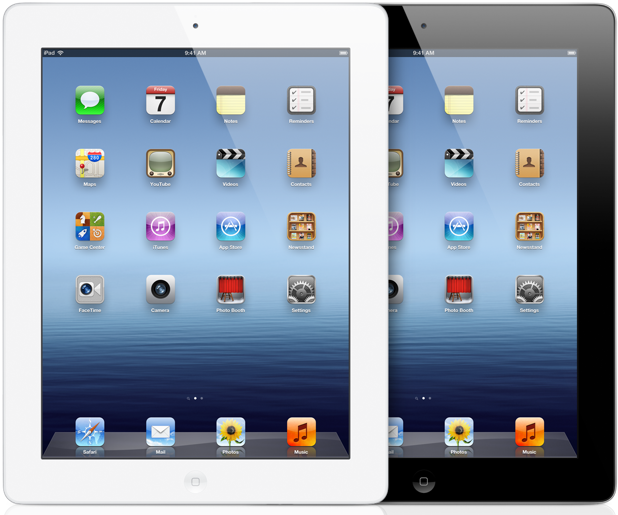 iPad 9:41 AM 9:41 AM
Friday
7
Messages Calendar Notes Reminders Notes Reminders
280
Maps YouTube Videos Contacts Videos Contacts
Game Center iTunes App Store Newsstand App Store Newsstand
FaceTime Camera Photo Booth Settings Photo Booth Settings
Safari Mail Photos Music Photos Music